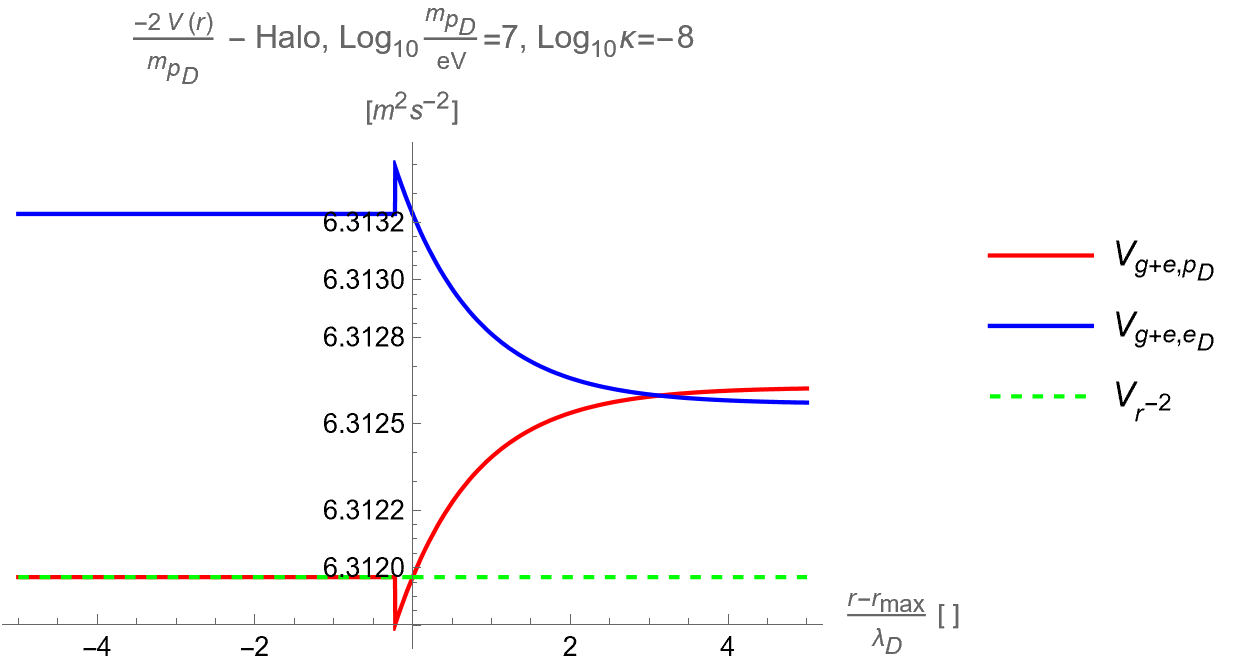 −2 V (r) / m_{p_D} − Halo, Log₁₀ m_{p_D}/eV =7, Log₁₀κ=−8
[m²s⁻²]
6.3132
6.3130
6.3128
6.3125
6.3122
6.3120
−4 −2 2 4
r−r_max / λ_D [ ]
V_{g+e,p_D}
V_{g+e,e_D}
V_{r^−2}